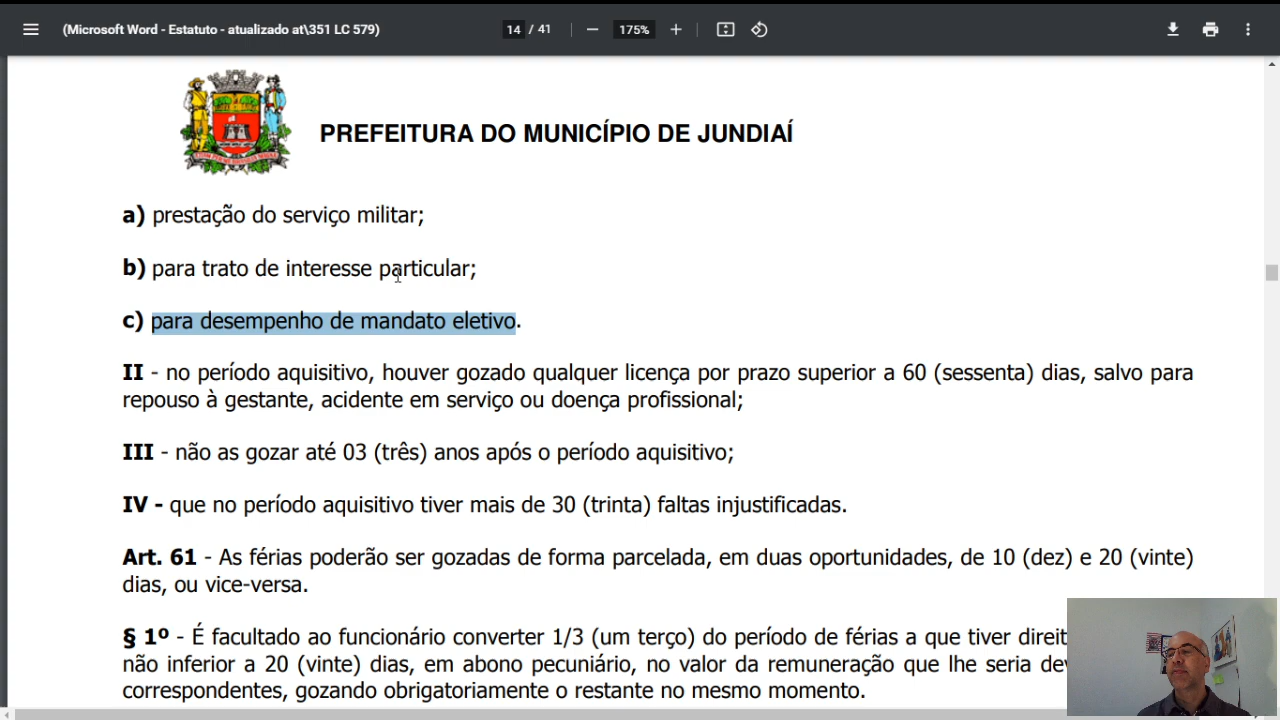 (Microsoft Word - Estatuto - atualizado at\351 LC 579)
14 / 41
175%
PREFEITURA DO MUNICÍPIO DE JUNDIAÍ
a) prestação do serviço militar;
b) para trato de interesse particular;
c) para desempenho de mandato eletivo.
II - no período aquisitivo, houver gozado qualquer licença por prazo superior a 60 (sessenta) dias, salvo para
repouso à gestante, acidente em serviço ou doença profissional;
III - não as gozar até 03 (três) anos após o período aquisitivo;
IV - que no período aquisitivo tiver mais de 30 (trinta) faltas injustificadas.
Art. 61 - As férias poderão ser gozadas de forma parcelada, em duas oportunidades, de 10 (dez) e 20 (vinte)
dias, ou vice-versa.
§ 1º - É facultado ao funcionário converter 1/3 (um terço) do período de férias a que tiver direit
não inferior a 20 (vinte) dias, em abono pecuniário, no valor da remuneração que lhe seria de
correspondentes, gozando obrigatoriamente o restante no mesmo momento.